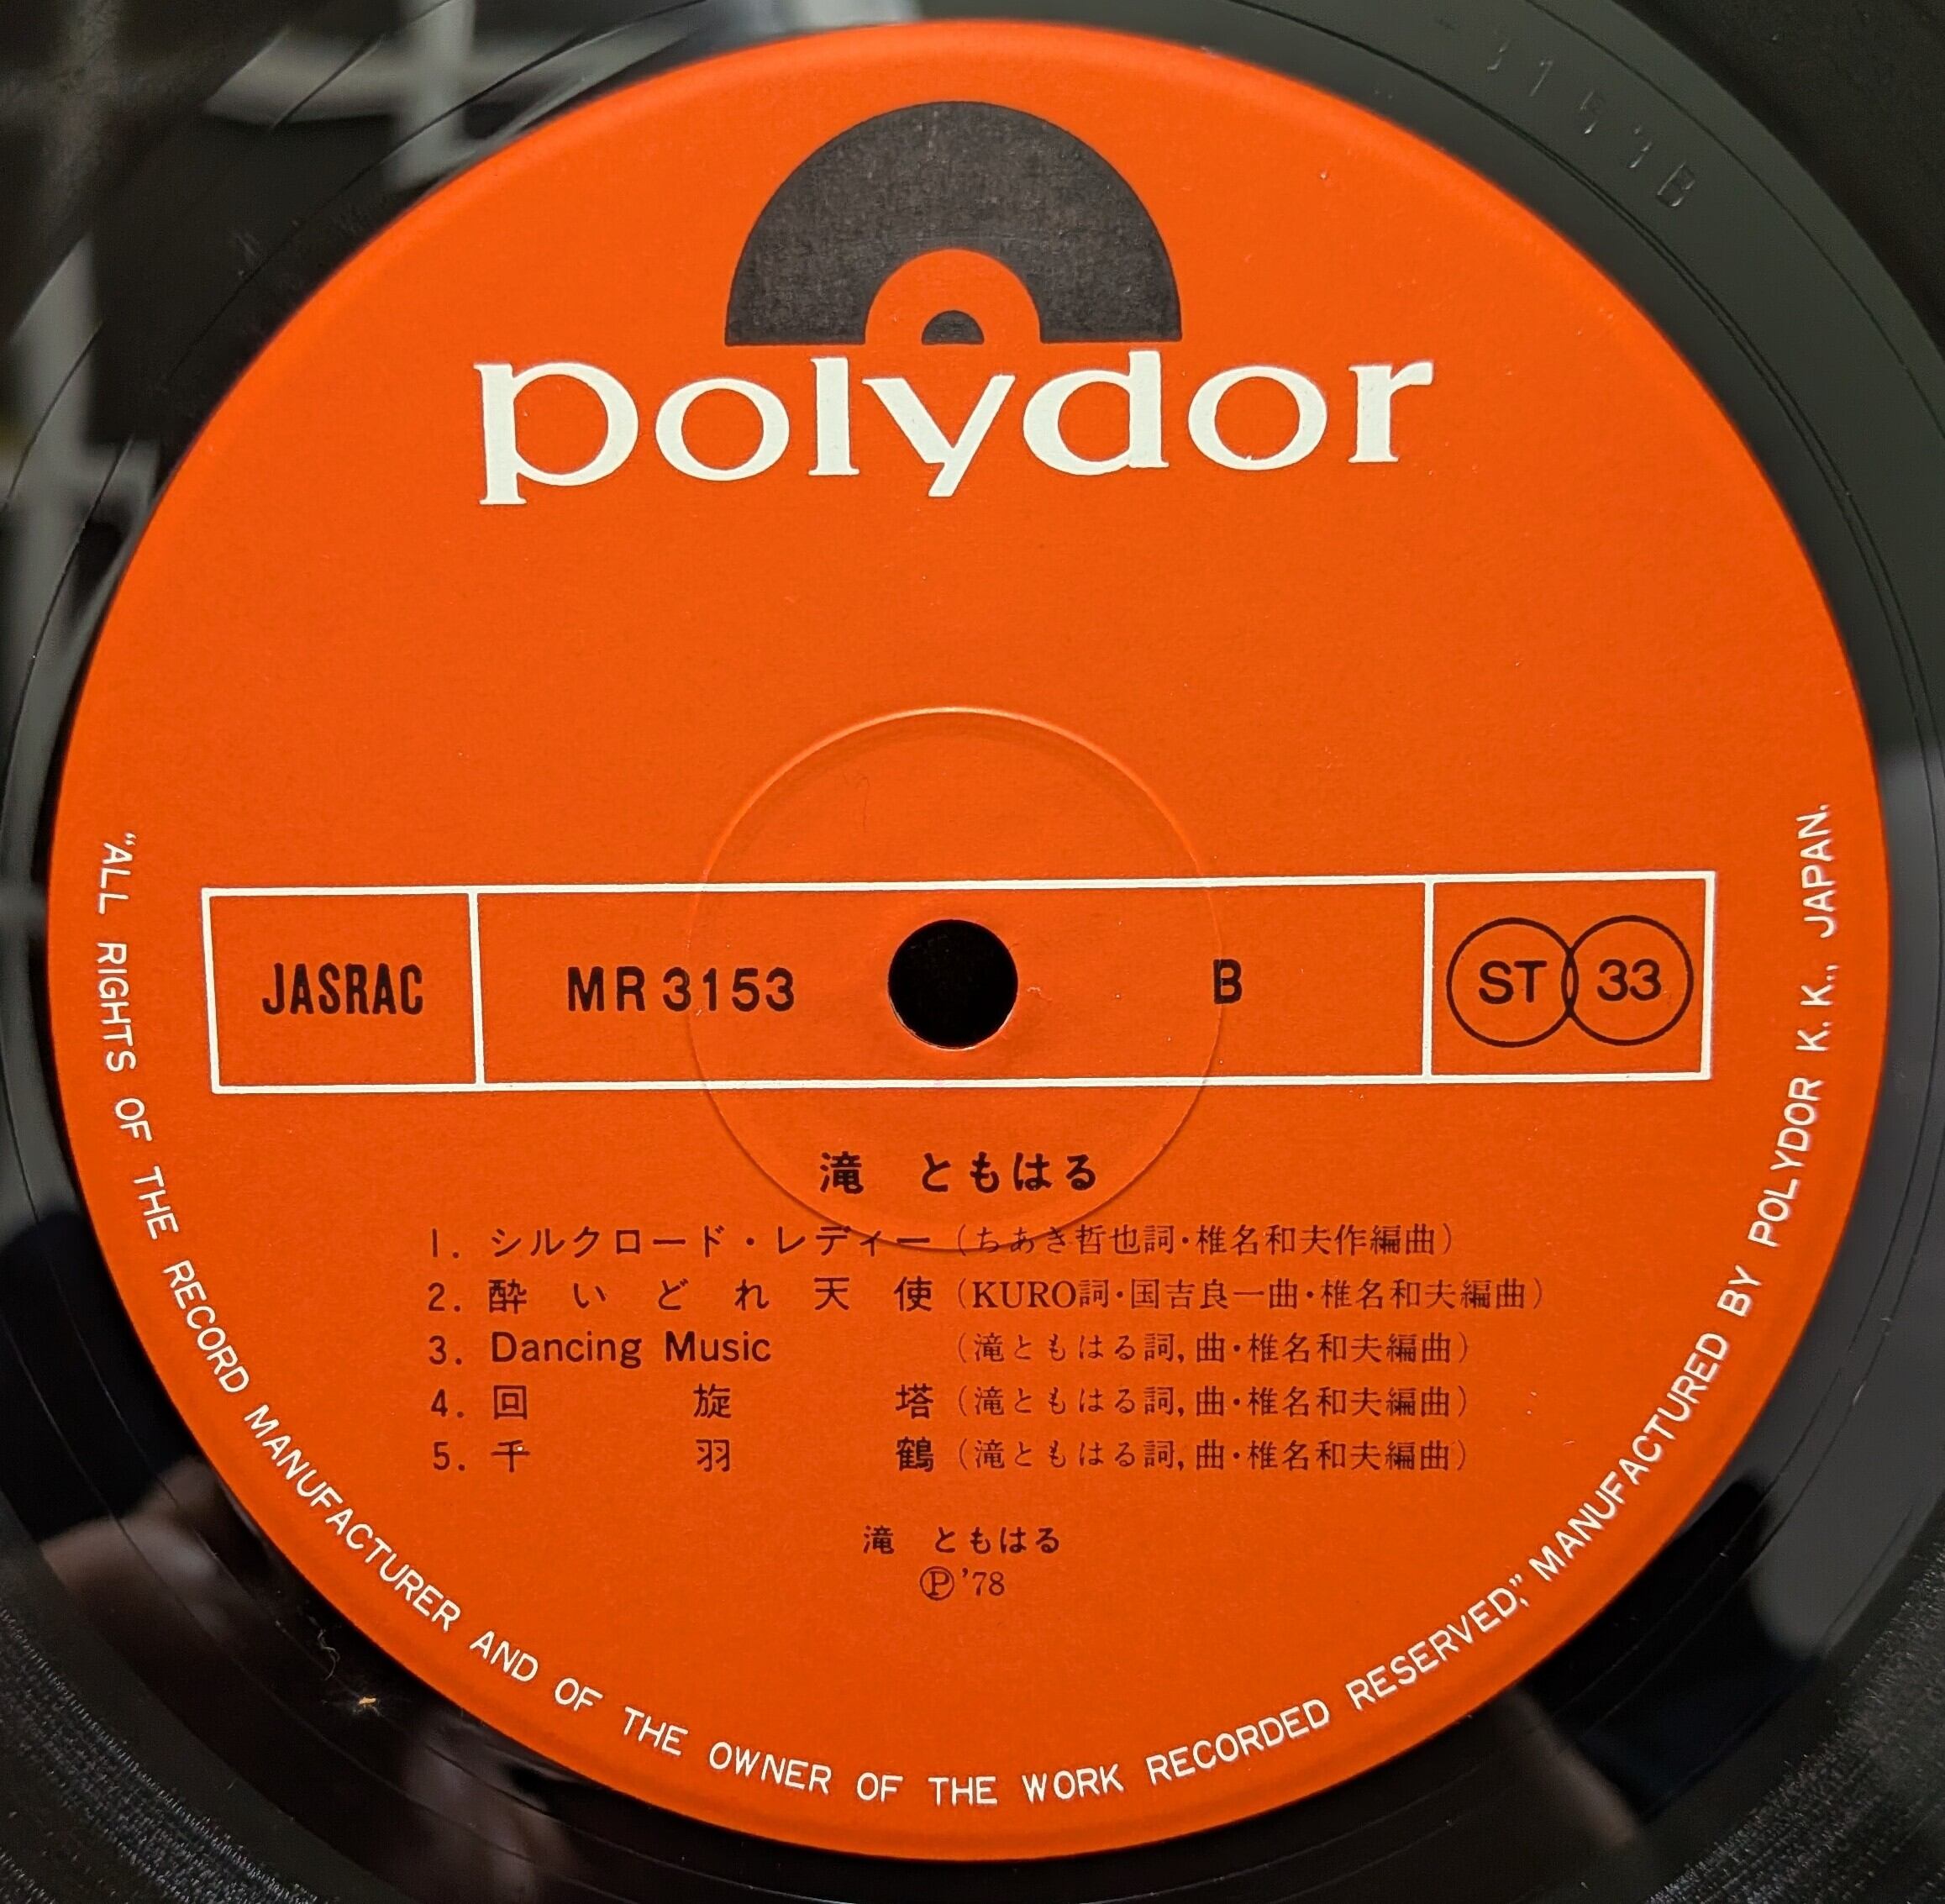 polydor
JASRAC MR 3153 B ST 33
滝 ともはる
1. シルクロード・レディー (ちあき哲也詞・椎名和夫作編曲)
2. 酔いどれ天使 (KURO詞・国吉良一曲・椎名和夫編曲)
3. Dancing Music (滝ともはる詞,曲・椎名和夫編曲)
4. 回旋塔 (滝ともはる詞,曲・椎名和夫編曲)
5. 千羽鶴 (滝ともはる詞,曲・椎名和夫編曲)
滝 ともはる
Ⓟ'78
"ALL RIGHTS OF THE RECORD MANUFACTURER AND OF THE OWNER OF THE WORK RECORDED RESERVED," MANUFACTURED BY POLYDOR K. K., JAPAN.